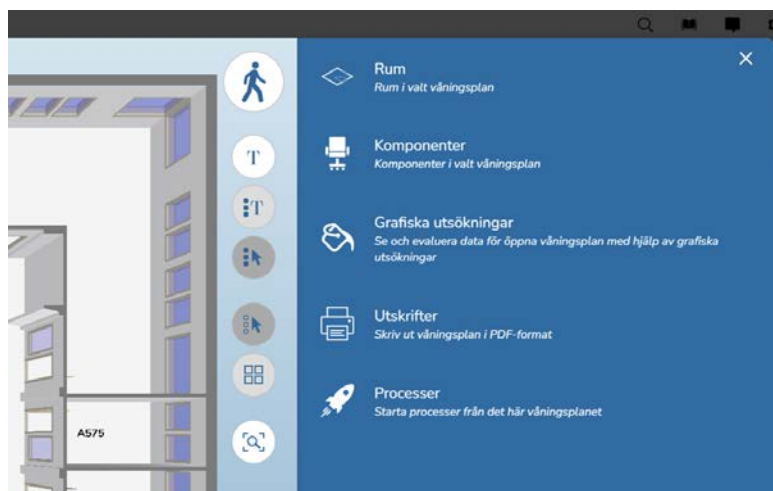 Rum
Rum i valt våningsplan
Komponenter
Komponenter i valt våningsplan
Grafiska utsökningar
Se och evaluera data för öppna våningsplan med hjälp av grafiska
utsökningar
Utskrifter
Skriv ut våningsplan i PDF-format
Processer
Starta processer från det här våningsplanet
T
T
A575